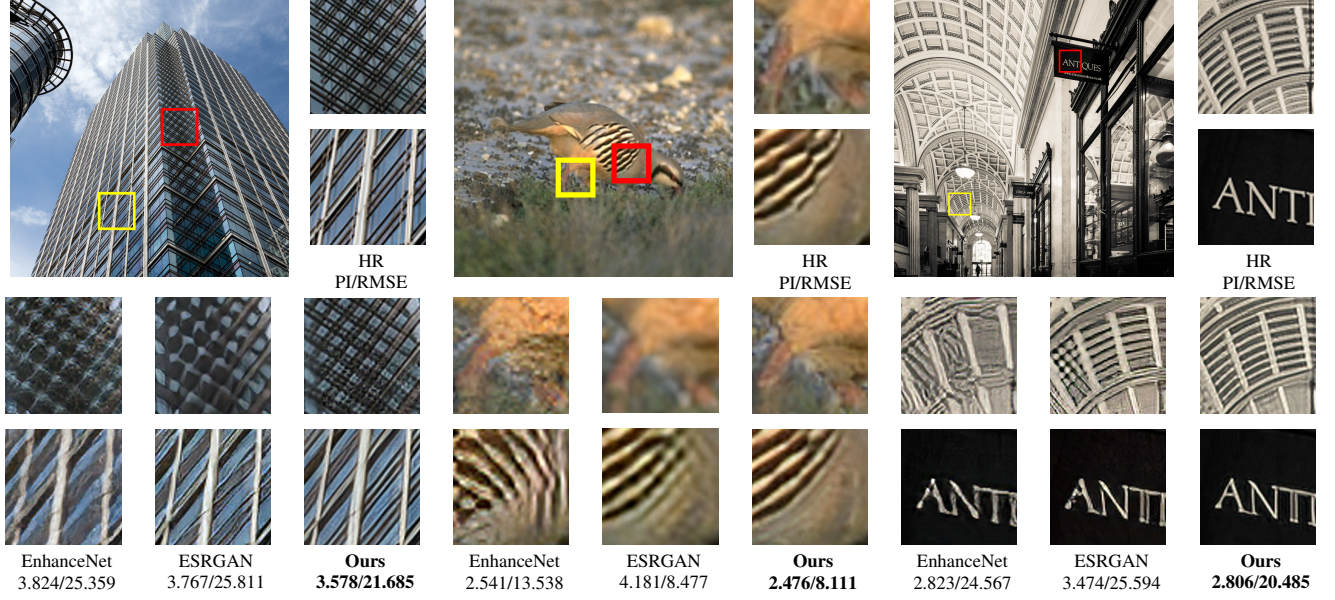 ANTIQUES
ANTI
HR
PI/RMSE
HR
PI/RMSE
HR
PI/RMSE
ANTI
ANTI
ANTI
EnhanceNet
3.824/25.359
ESRGAN
3.767/25.811
Ours
3.578/21.685
EnhanceNet
2.541/13.538
ESRGAN
4.181/8.477
Ours
2.476/8.111
EnhanceNet
2.823/24.567
ESRGAN
3.474/25.594
Ours
2.806/20.485